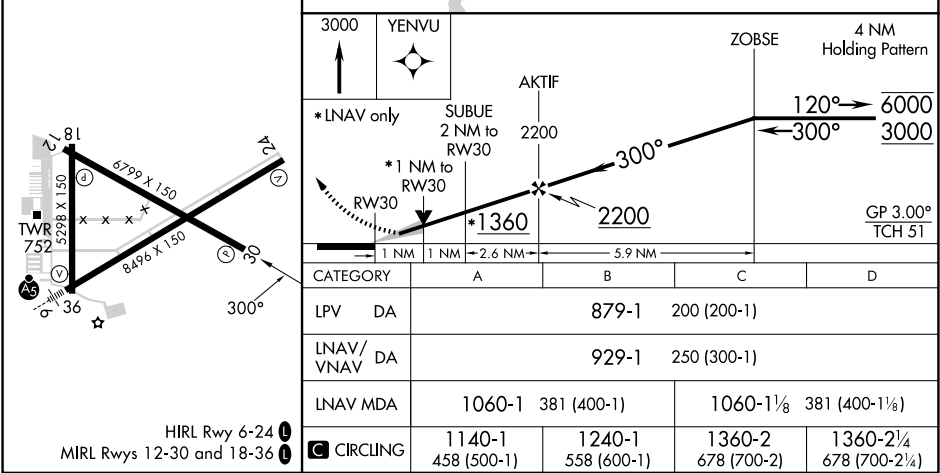 3000
YENVU
ZOBSE
4 NM
Holding Pattern
AKTIF
120°
6000
*LNAV only
SUBUE
2 NM to
RW30
2200
300°
3000
300°
*1 NM to
RW30
RW30
*1360
2200
GP 3.00°
TCH 51
1 NM
1 NM
2.6 NM
5.9 NM
18
12
24
P
V
6799 X 150
5298 X 150
X X X X
TWR
752
8496 X 150
P
30
V
A5
6
36
300°
HIRL Rwy 6-24 L
MIRL Rwys 12-30 and 18-36 L
CATEGORY A B C D
LPV DA 879-1 200 (200-1)
LNAV/
VNAV DA 929-1 250 (300-1)
LNAV MDA 1060-1 381 (400-1) 1060-1⅛ 381 (400-1⅛)
C CIRCLING 1140-1 1240-1 1360-2 1360-2¼
458 (500-1) 558 (600-1) 678 (700-2) 678 (700-2¼)